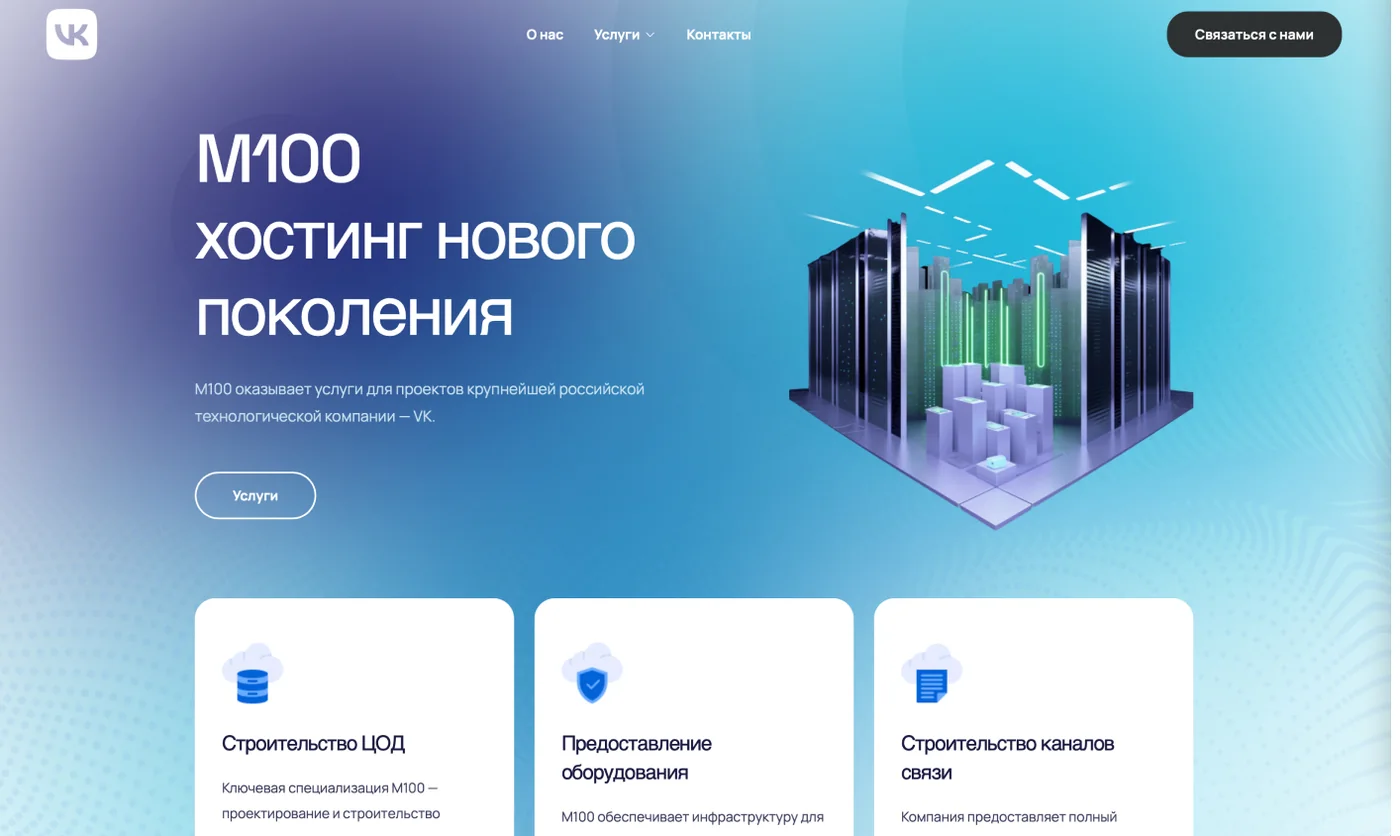 VK
О нас
Услуги
Контакты
Связаться с нами
М100
хостинг нового
поколения
М100 оказывает услуги для проектов крупнейшей российской
технологической компании — VK.
Услуги
Строительство ЦОД
Ключевая специализация М100 —
проектирование и строительство
Предоставление
оборудования
М100 обеспечивает инфраструктуру для
Строительство каналов
связи
Компания предоставляет полный